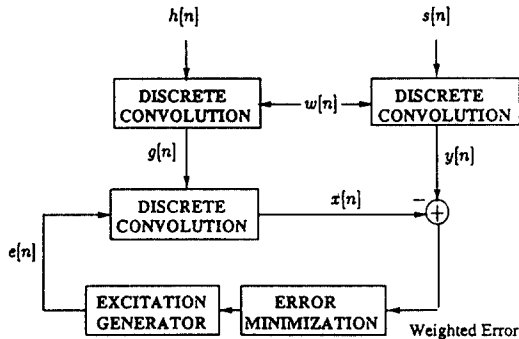 h[n]
s[n]
DISCRETE
CONVOLUTION
w[n]
DISCRETE
CONVOLUTION
g[n]
y[n]
DISCRETE
CONVOLUTION
x[n]
−
+
e[n]
EXCITATION
GENERATOR
ERROR
MINIMIZATION
Weighted Error